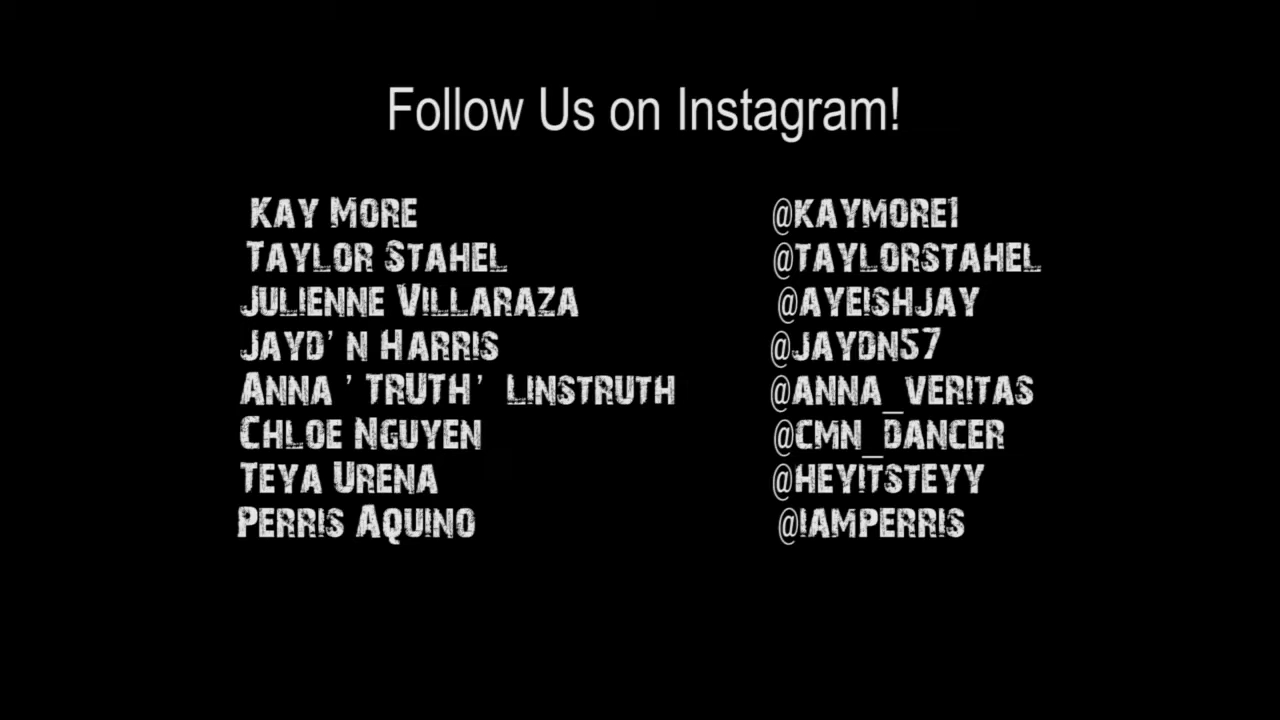 Follow Us on Instagram!
Kay More @kaymore1
Taylor Stahel @taylorstahel
Julienne Villaraza @ayeishjay
Jayd'n Harris @jaydn57
Anna 'Truth' Linstruth @anna_veritas
Chloe Nguyen @cmn_dancer
Teya Urena @heyitsteyy
Perris Aquino @iamperris